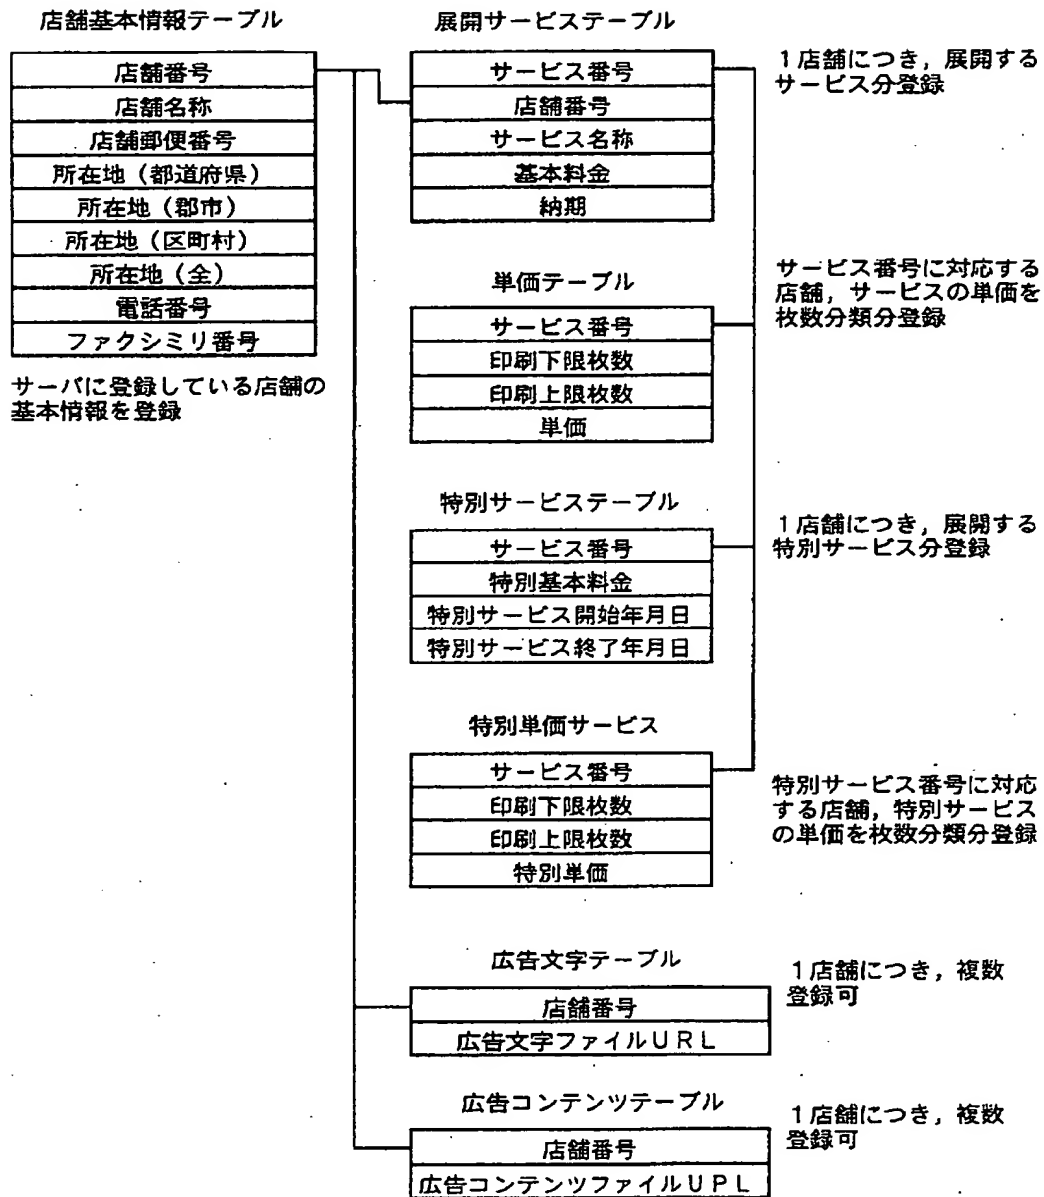 店舗基本情報テーブル
店舗番号
店舗名称
店舗郵便番号
所在地（都道府県）
所在地（郡市）
所在地（区町村）
所在地（全）
電話番号
ファクシミリ番号
サーバに登録している店舗の
基本情報を登録
展開サービステーブル
サービス番号
店舗番号
サービス名称
基本料金
納期
1店舗につき，展開する
サービス分登録
単価テーブル
サービス番号
印刷下限枚数
印刷上限枚数
単価
サービス番号に対応する
店舗，サービスの単価を
枚数分類分登録
特別サービステーブル
サービス番号
特別基本料金
特別サービス開始年月日
特別サービス終了年月日
1店舗につき，展開する
特別サービス分登録
特別単価サービス
サービス番号
印刷下限枚数
印刷上限枚数
特別単価
特別サービス番号に対応
する店舗，特別サービス
の単価を枚数分類分登録
広告文字テーブル
店舗番号
広告文字ファイルＵＲＬ
1店舗につき，複数
登録可
広告コンテンツテーブル
店舗番号
広告コンテンツファイルＵＰＬ
1店舗につき，複数
登録可